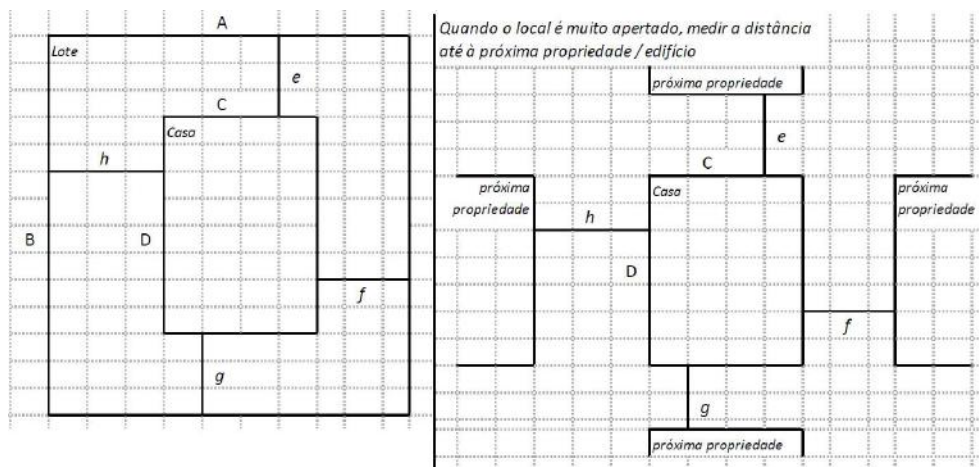 A
Lote
e
C
Casa
h
B
D
f
g
Quando o local é muito apertado, medir a distância
até à próxima propriedade / edifício
próxima propriedade
e
C
próxima
propriedade
Casa
próxima
propriedade
h
D
f
g
próxima propriedade